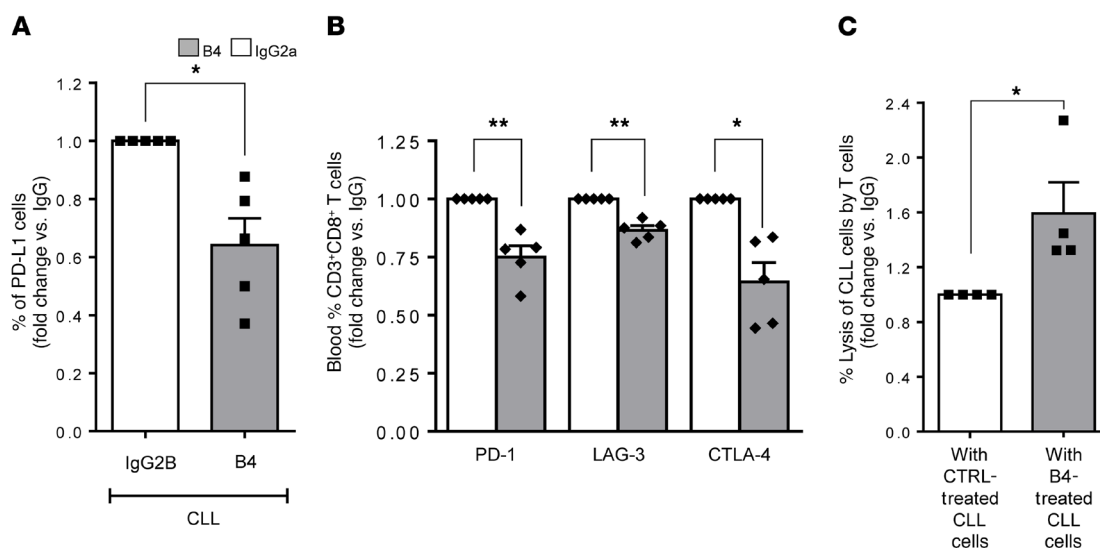 A
B4 IgG2a
*
% of PD-L1 cells
(fold change vs. IgG)
1.2
1.0
0.8
0.6
0.4
0.2
0.0
IgG2B B4
CLL
B
** ** *
Blood % CD3⁺CD8⁺ T cells
(fold change vs. IgG)
1.25
1.00
0.75
0.50
0.25
0.00
PD-1 LAG-3 CTLA-4
C
*
% Lysis of CLL cells by T cells
(fold change vs. IgG)
2.4
2.0
1.6
1.2
0.8
0.4
0.0
With
CTRL-
treated
CLL
cells
With
B4-
treated
CLL
cells